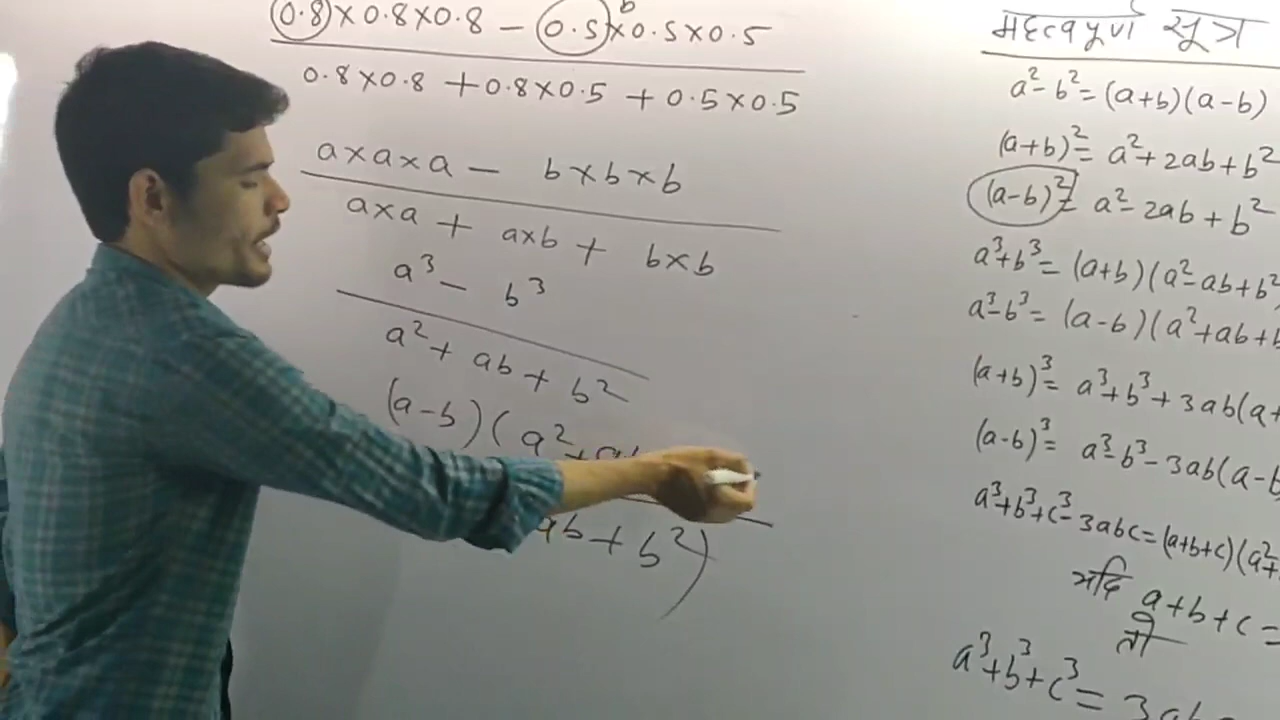 b
0.8×0.8×0.8 − 0.5×0.5×0.5
0.8×0.8 + 0.8×0.5 + 0.5×0.5
a×a×a − b×b×b
a×a + a×b + b×b
a³ − b³
a² + ab + b²
(a−b)(a² + ab
ab + b²)
महत्वपूर्ण सूत्र
a²−b² = (a+b)(a−b)
(a+b)² = a²+2ab+b²
(a−b)² = a²−2ab+b²
a³+b³ = (a+b)(a²−ab+b²
a³−b³ = (a−b)(a²+ab+b
(a+b)³ = a³+b³+3ab(a+
(a−b)³ = a³−b³−3ab(a−b
a³+b³+c³−3abc = (a+b+c)(a²+
यदि a+b+c =
तो
a³+b³+c³ = 3ab